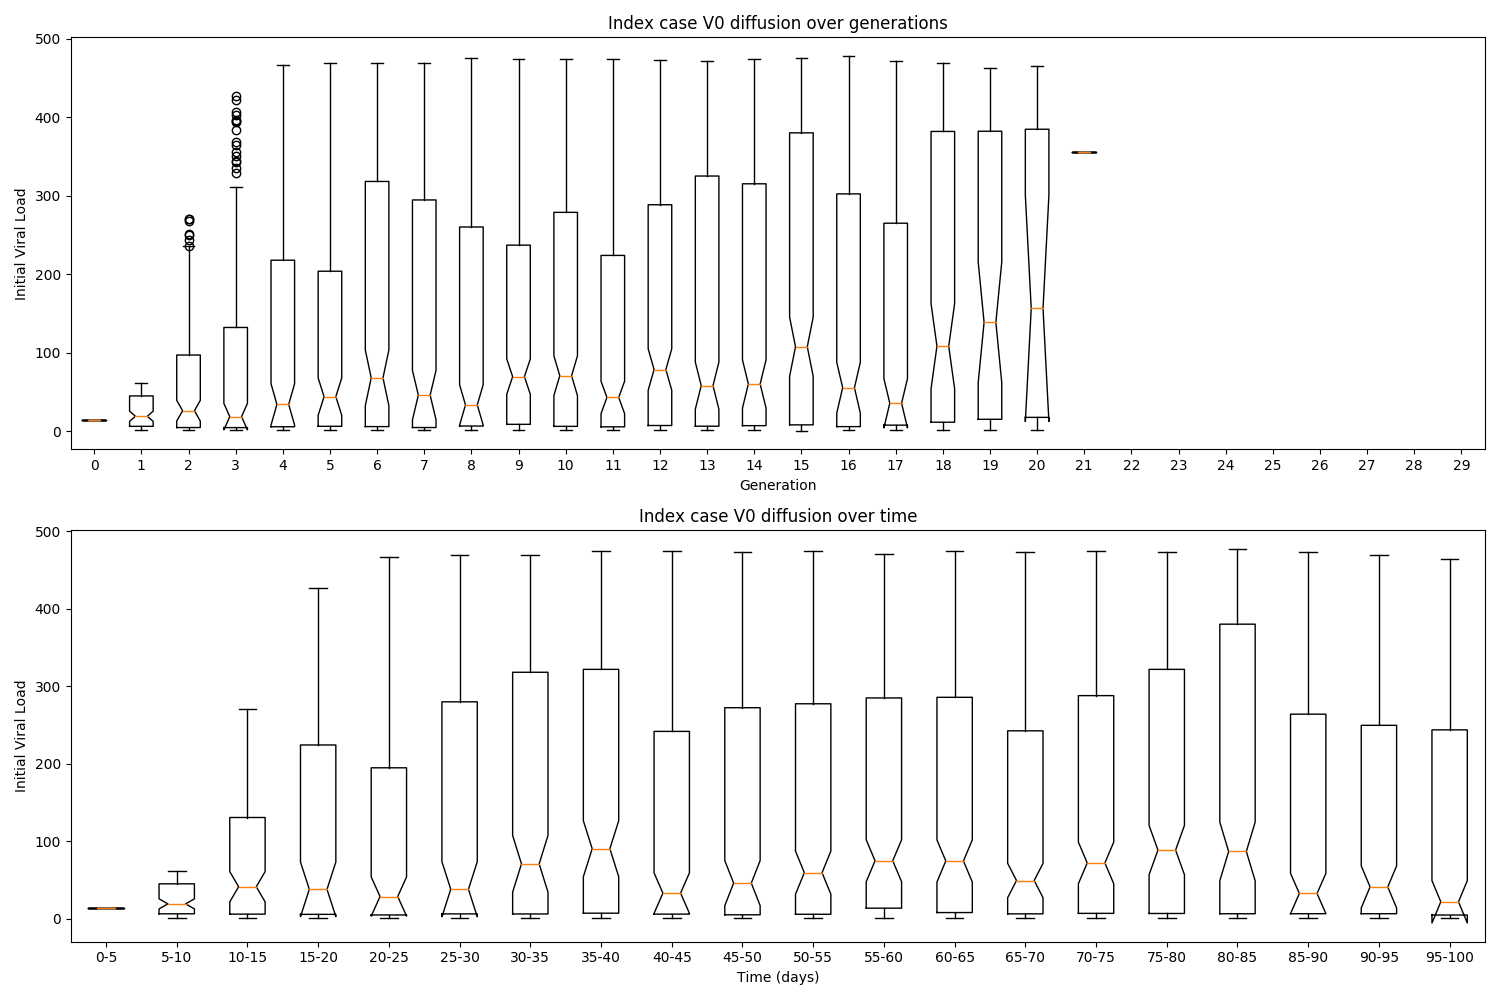 Index case V0 diffusion over generations
500
400
300
200
100
0
Initial Viral Load
0 1 2 3 4 5 6 7 8 9 10 11 12 13 14 15 16 17 18 19 20 21 22 23 24 25 26 27 28 29
Generation
Index case V0 diffusion over time
500
400
300
200
100
0
Initial Viral Load
0-5 5-10 10-15 15-20 20-25 25-30 30-35 35-40 40-45 45-50 50-55 55-60 60-65 65-70 70-75 75-80 80-85 85-90 90-95 95-100
Time (days)